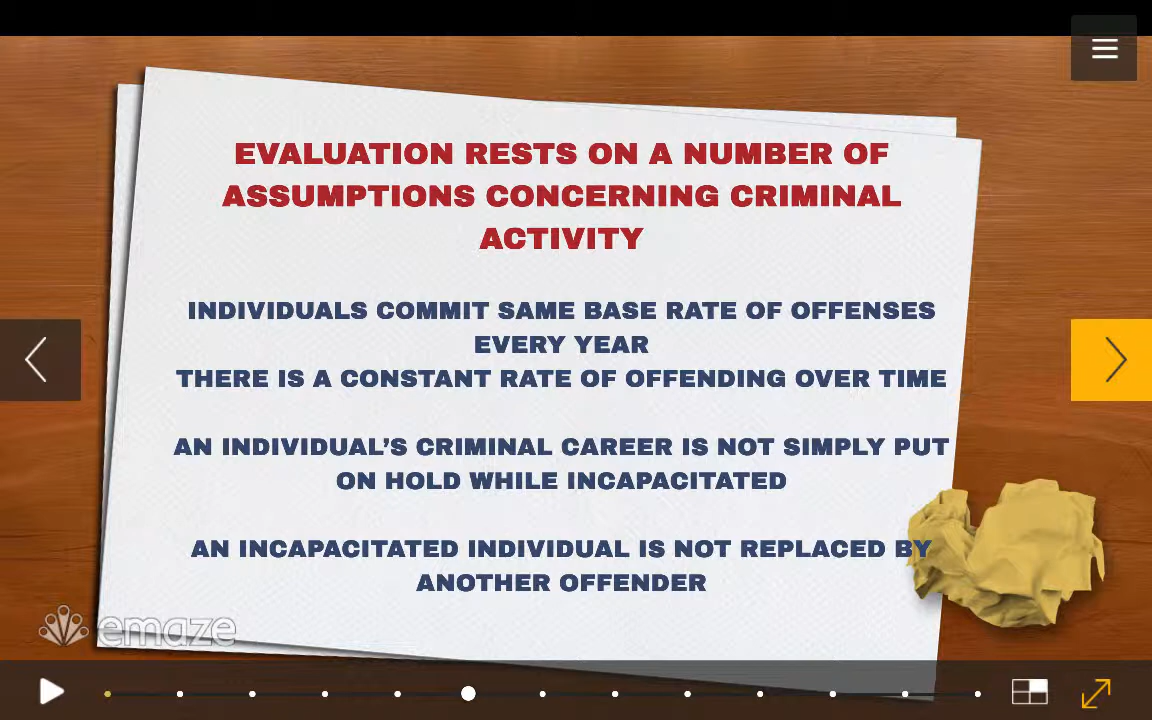 EVALUATION RESTS ON A NUMBER OF
ASSUMPTIONS CONCERNING CRIMINAL
ACTIVITY
INDIVIDUALS COMMIT SAME BASE RATE OF OFFENSES
EVERY YEAR
THERE IS A CONSTANT RATE OF OFFENDING OVER TIME
AN INDIVIDUAL’S CRIMINAL CAREER IS NOT SIMPLY PUT
ON HOLD WHILE INCAPACITATED
AN INCAPACITATED INDIVIDUAL IS NOT REPLACED BY
ANOTHER OFFENDER
emaze